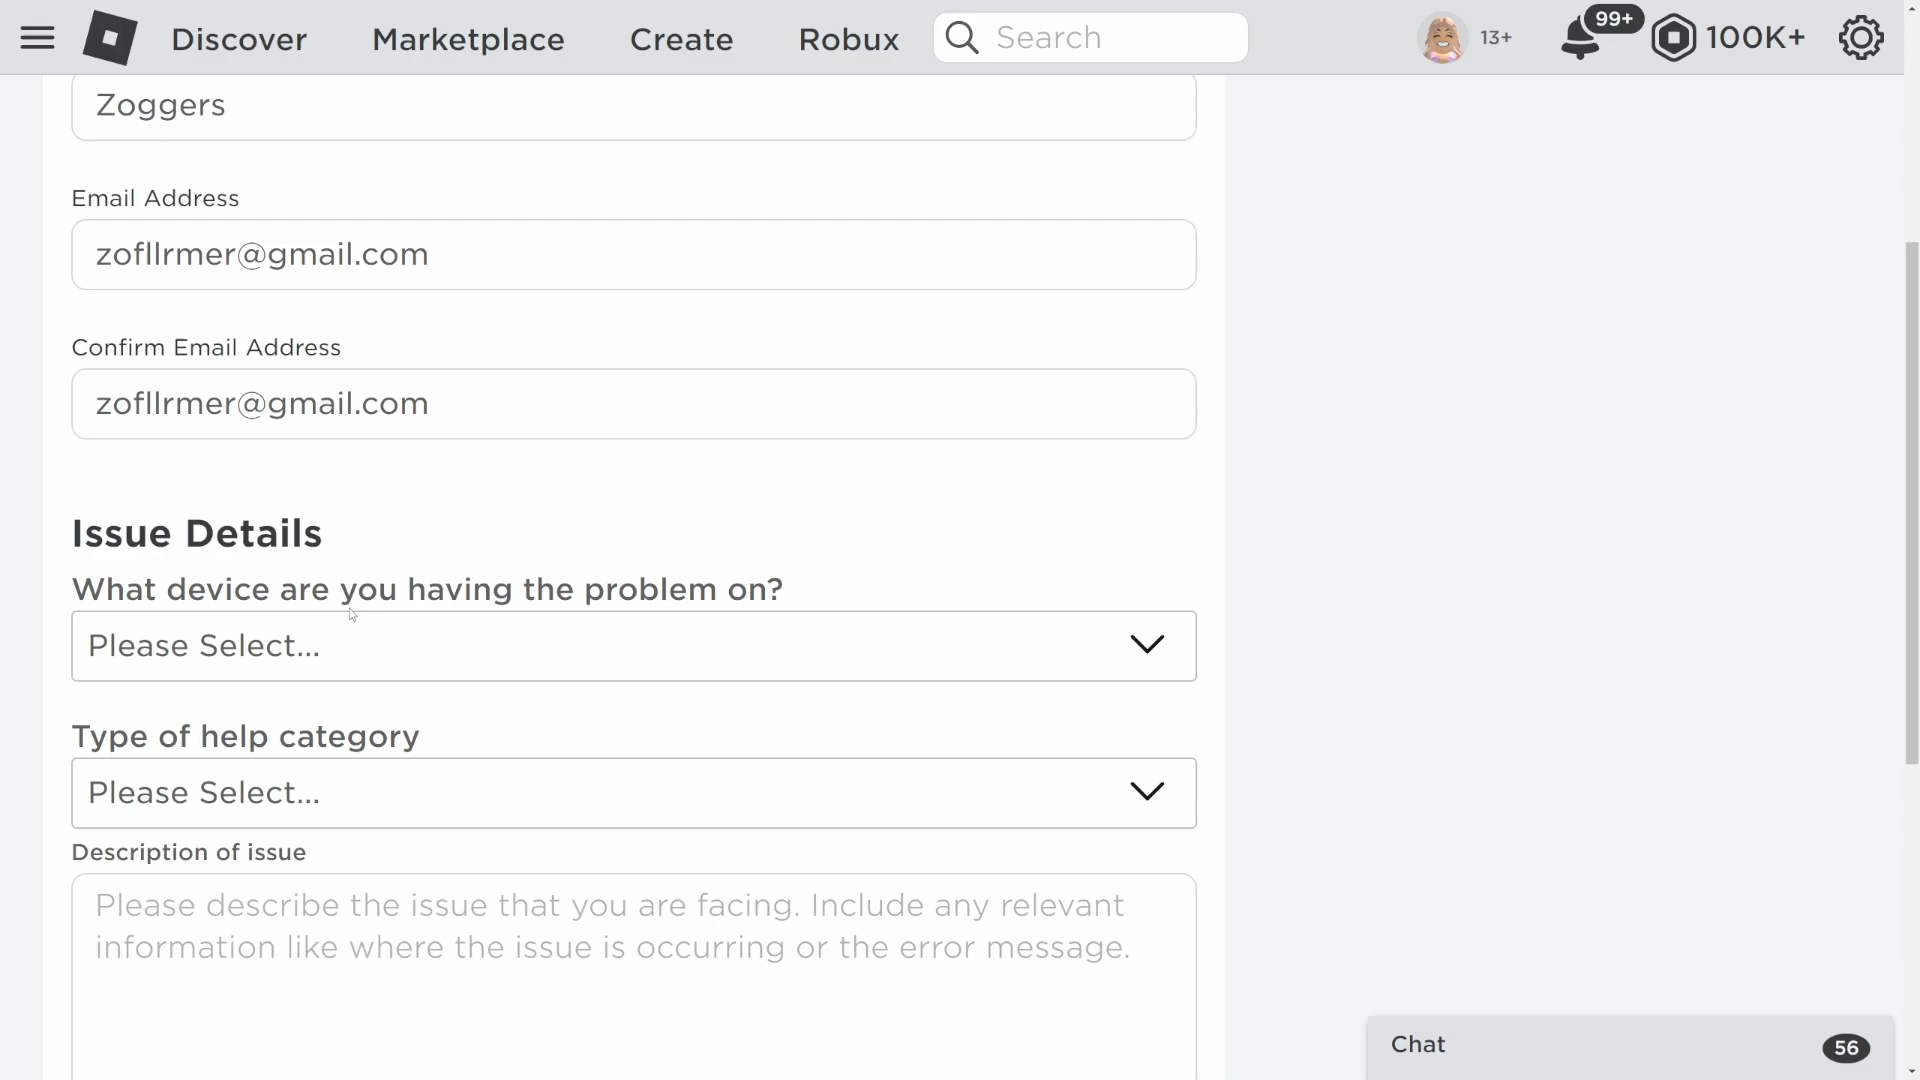 Discover Marketplace Create Robux Search 13+ 99+ 100K+
Zoggers
Email Address
zofllrmer@gmail.com
Confirm Email Address
zofllrmer@gmail.com
Issue Details
What device are you having the problem on?
Please Select...
Type of help category
Please Select...
Description of issue
Please describe the issue that you are facing. Include any relevant
information like where the issue is occurring or the error message.
Chat 56